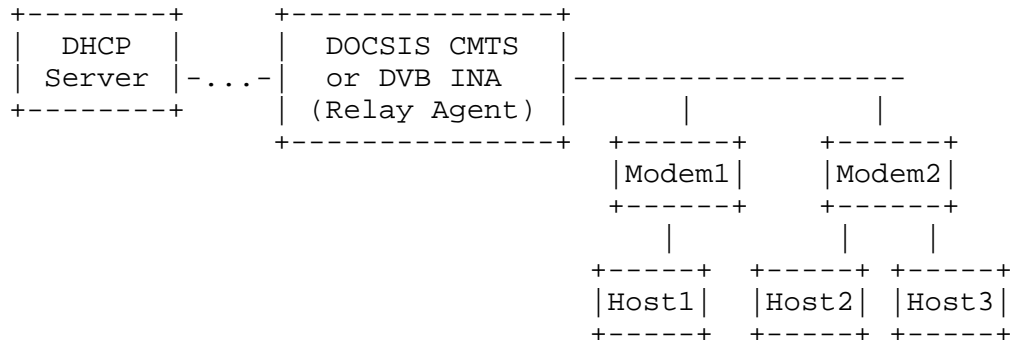 DHCP DOCSIS CMTS
Server -...- or DVB INA
(Relay Agent)
Modem1 Modem2
Host1 Host2 Host3